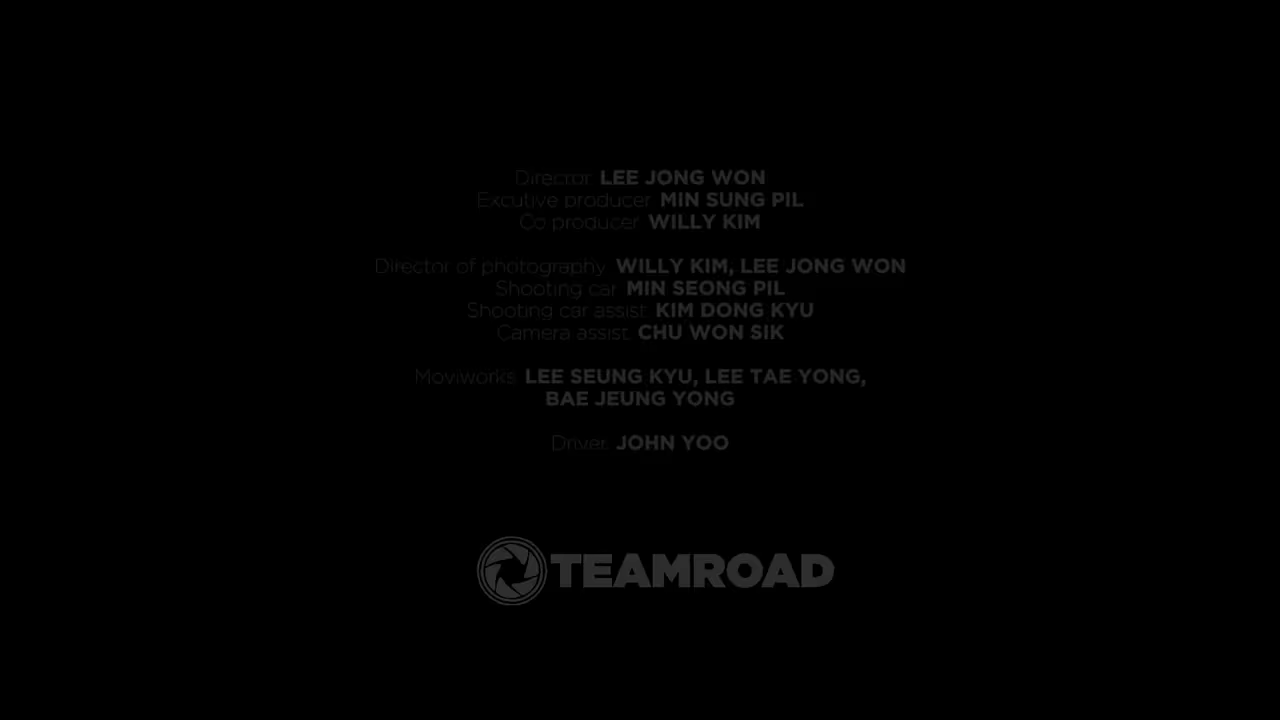 Director LEE JONG WON
Excutive producer MIN SUNG PIL
Co producer WILLY KIM
Director of photography WILLY KIM, LEE JONG WON
Shooting car MIN SEONG PIL
Shooting car assist KIM DONG KYU
Camera assist CHU WON SIK
Moviworks LEE SEUNG KYU, LEE TAE YONG,
BAE JEUNG YONG
Driver JOHN YOO
TEAMROAD